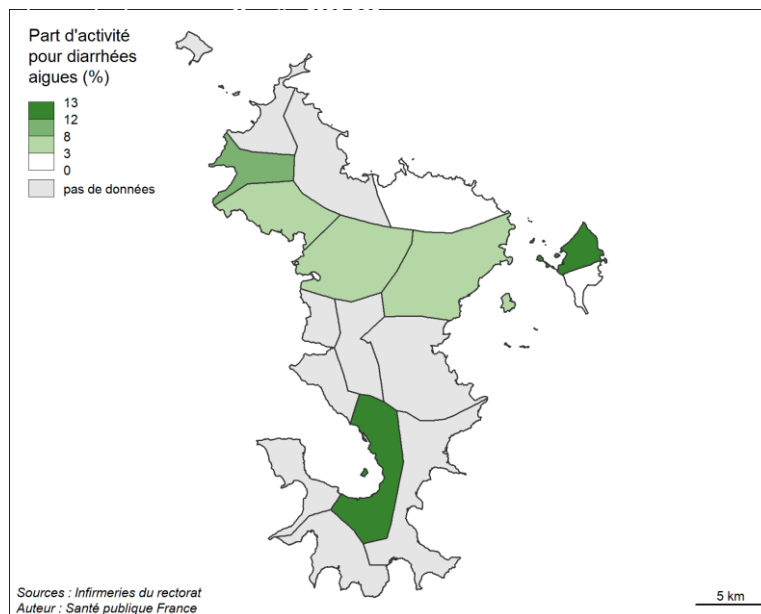 Part d'activité
pour diarrhées
aigues (%)
13
12
8
3
0
pas de données
Sources : Infirmeries du rectorat
Auteur : Santé publique France
5 km